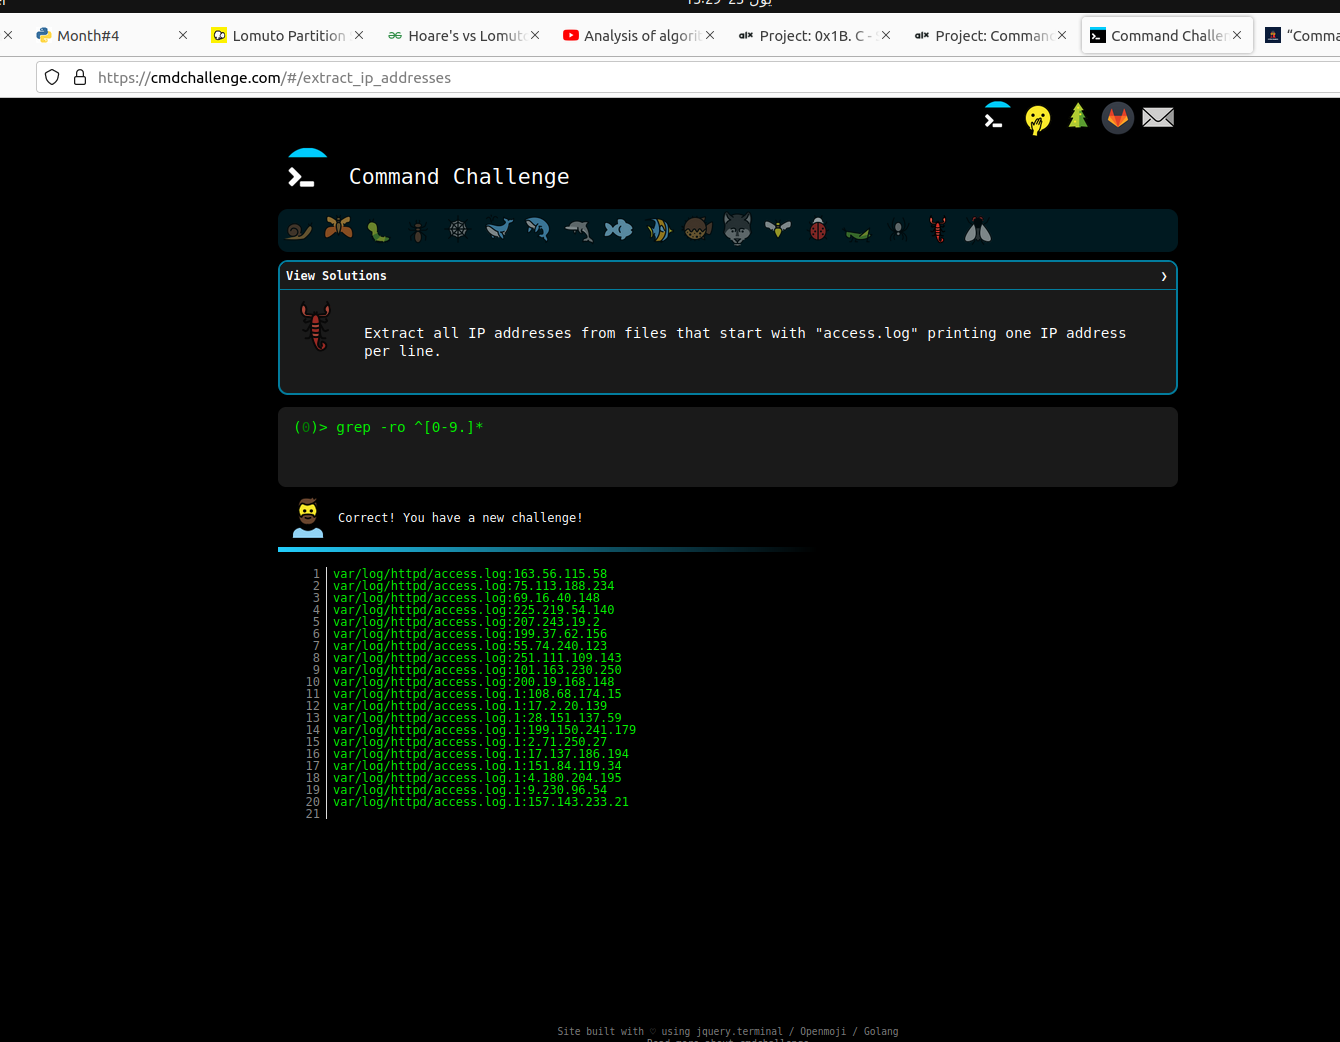 15:29 23 يول
Month#4
Lomuto Partition
Hoare's vs Lomuto
Analysis of algorit
Project: 0x1B. C - S
Project: Comman
Command Challen
“Comma
https://cmdchallenge.com/#/extract_ip_addresses
Command Challenge
View Solutions ❯
Extract all IP addresses from files that start with "access.log" printing one IP address
per line.
(0)> grep -ro ^[0-9.]*
Correct! You have a new challenge!
1 var/log/httpd/access.log:163.56.115.58
2 var/log/httpd/access.log:75.113.188.234
3 var/log/httpd/access.log:69.16.40.148
4 var/log/httpd/access.log:225.219.54.140
5 var/log/httpd/access.log:207.243.19.2
6 var/log/httpd/access.log:199.37.62.156
7 var/log/httpd/access.log:55.74.240.123
8 var/log/httpd/access.log:251.111.109.143
9 var/log/httpd/access.log:101.163.230.250
10 var/log/httpd/access.log:200.19.168.148
11 var/log/httpd/access.log.1:108.68.174.15
12 var/log/httpd/access.log.1:17.2.20.139
13 var/log/httpd/access.log.1:28.151.137.59
14 var/log/httpd/access.log.1:199.150.241.179
15 var/log/httpd/access.log.1:2.71.250.27
16 var/log/httpd/access.log.1:17.137.186.194
17 var/log/httpd/access.log.1:151.84.119.34
18 var/log/httpd/access.log.1:4.180.204.195
19 var/log/httpd/access.log.1:9.230.96.54
20 var/log/httpd/access.log.1:157.143.233.21
21
Site built with ♡ using jquery.terminal / Openmoji / Golang
Read more about cmdchallenge